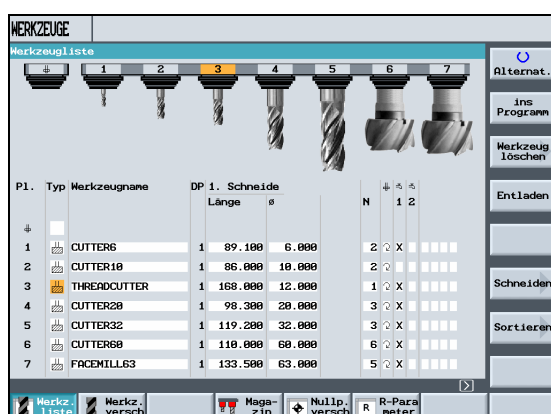 WERKZEUGE
Werkzeugliste
1 2 3 4 5 6 7
Alternat.
ins
Programm
Werkzeug
löschen
Entladen
Schneiden
Sortieren
Pl. Typ Werkzeugname DP 1. Schneide
Länge ø N 1 2
1 CUTTER6 1 89.100 6.000 2 X
2 CUTTER10 1 86.000 10.000 2
3 THREADCUTTER 1 168.000 12.000 1 X
4 CUTTER20 1 98.300 20.000 3 X
5 CUTTER32 1 119.200 32.000 3 X
6 CUTTER60 1 110.000 60.000 6 X
7 FACEMILL63 1 133.500 63.000 5 X
Werkz.
liste
Werkz.
versch
Maga-
zin
Nullp.
versch
R
R-Para
meter